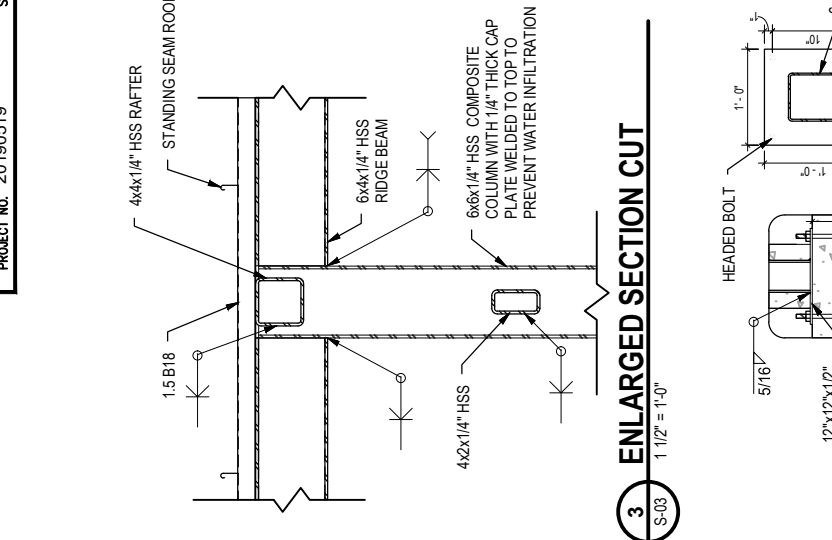 PROJECT NO. 20190519
4x4x1/4" HSS RAFTER
STANDING SEAM ROOF
6x4x1/4" HSS
RIDGE BEAM
6x6x1/4" HSS COMPOSITE
COLUMN WITH 1/4" THICK CAP
PLATE WELDED TO TOP TO
PREVENT WATER INFILTRATION
1.5 B18
4x2x1/4" HSS
3
S-03
ENLARGED SECTION CUT
1 1/2" = 1'-0"
HEADED BOLT
1' - 0"
1' - 0"
10"
1"
5/16
12"x12"x1/2"